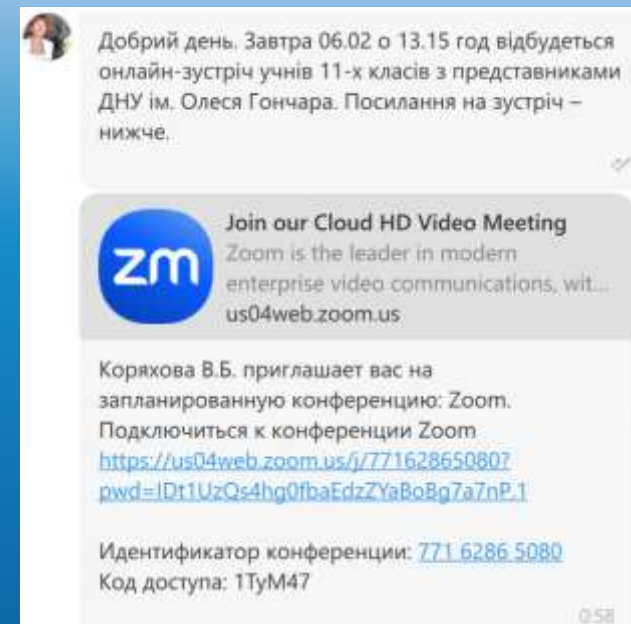 Добрий день. Завтра 06.02 о 13.15 год відбудеться
онлайн-зустріч учнів 11-х класів з представниками
ДНУ ім. Олеся Гончара. Посилання на зустріч –
нижче.
zm
Join our Cloud HD Video Meeting
Zoom is the leader in modern
enterprise video communications, wit...
us04web.zoom.us
Коряхова В.Б. приглашает вас на
запланированную конференцию: Zoom.
Подключиться к конференции Zoom
https://us04web.zoom.us/j/77162865080?
pwd=IDt1UzQs4hg0fbaEdzZYaBoBg7a7nP.1
Идентификатор конференции: 771 6286 5080
Код доступа: 1TyM47
0:58